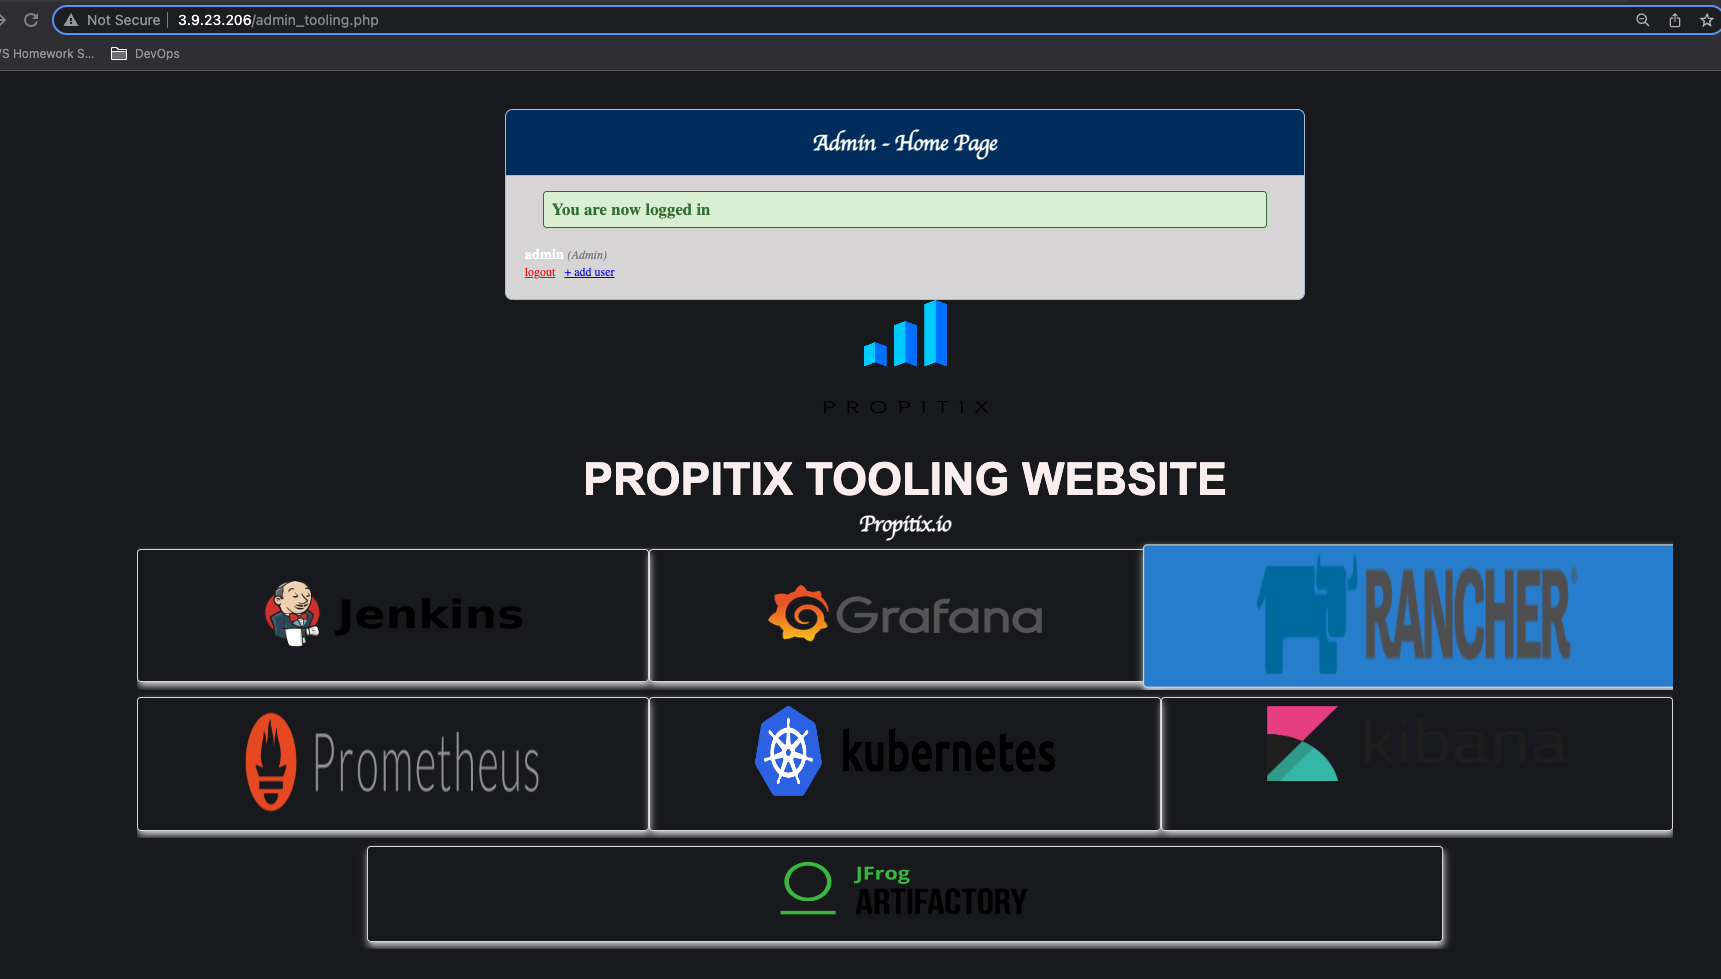 Not Secure 3.9.23.206/admin_tooling.php
/S Homework S... DevOps
Admin - Home Page
You are now logged in
admin (Admin)
logout + add user
PROPITIX
PROPITIX TOOLING WEBSITE
Propitix.io
Jenkins
Grafana
RANCHER®
Prometheus
kubernetes
kibana
JFrog
ARTIFACTORY